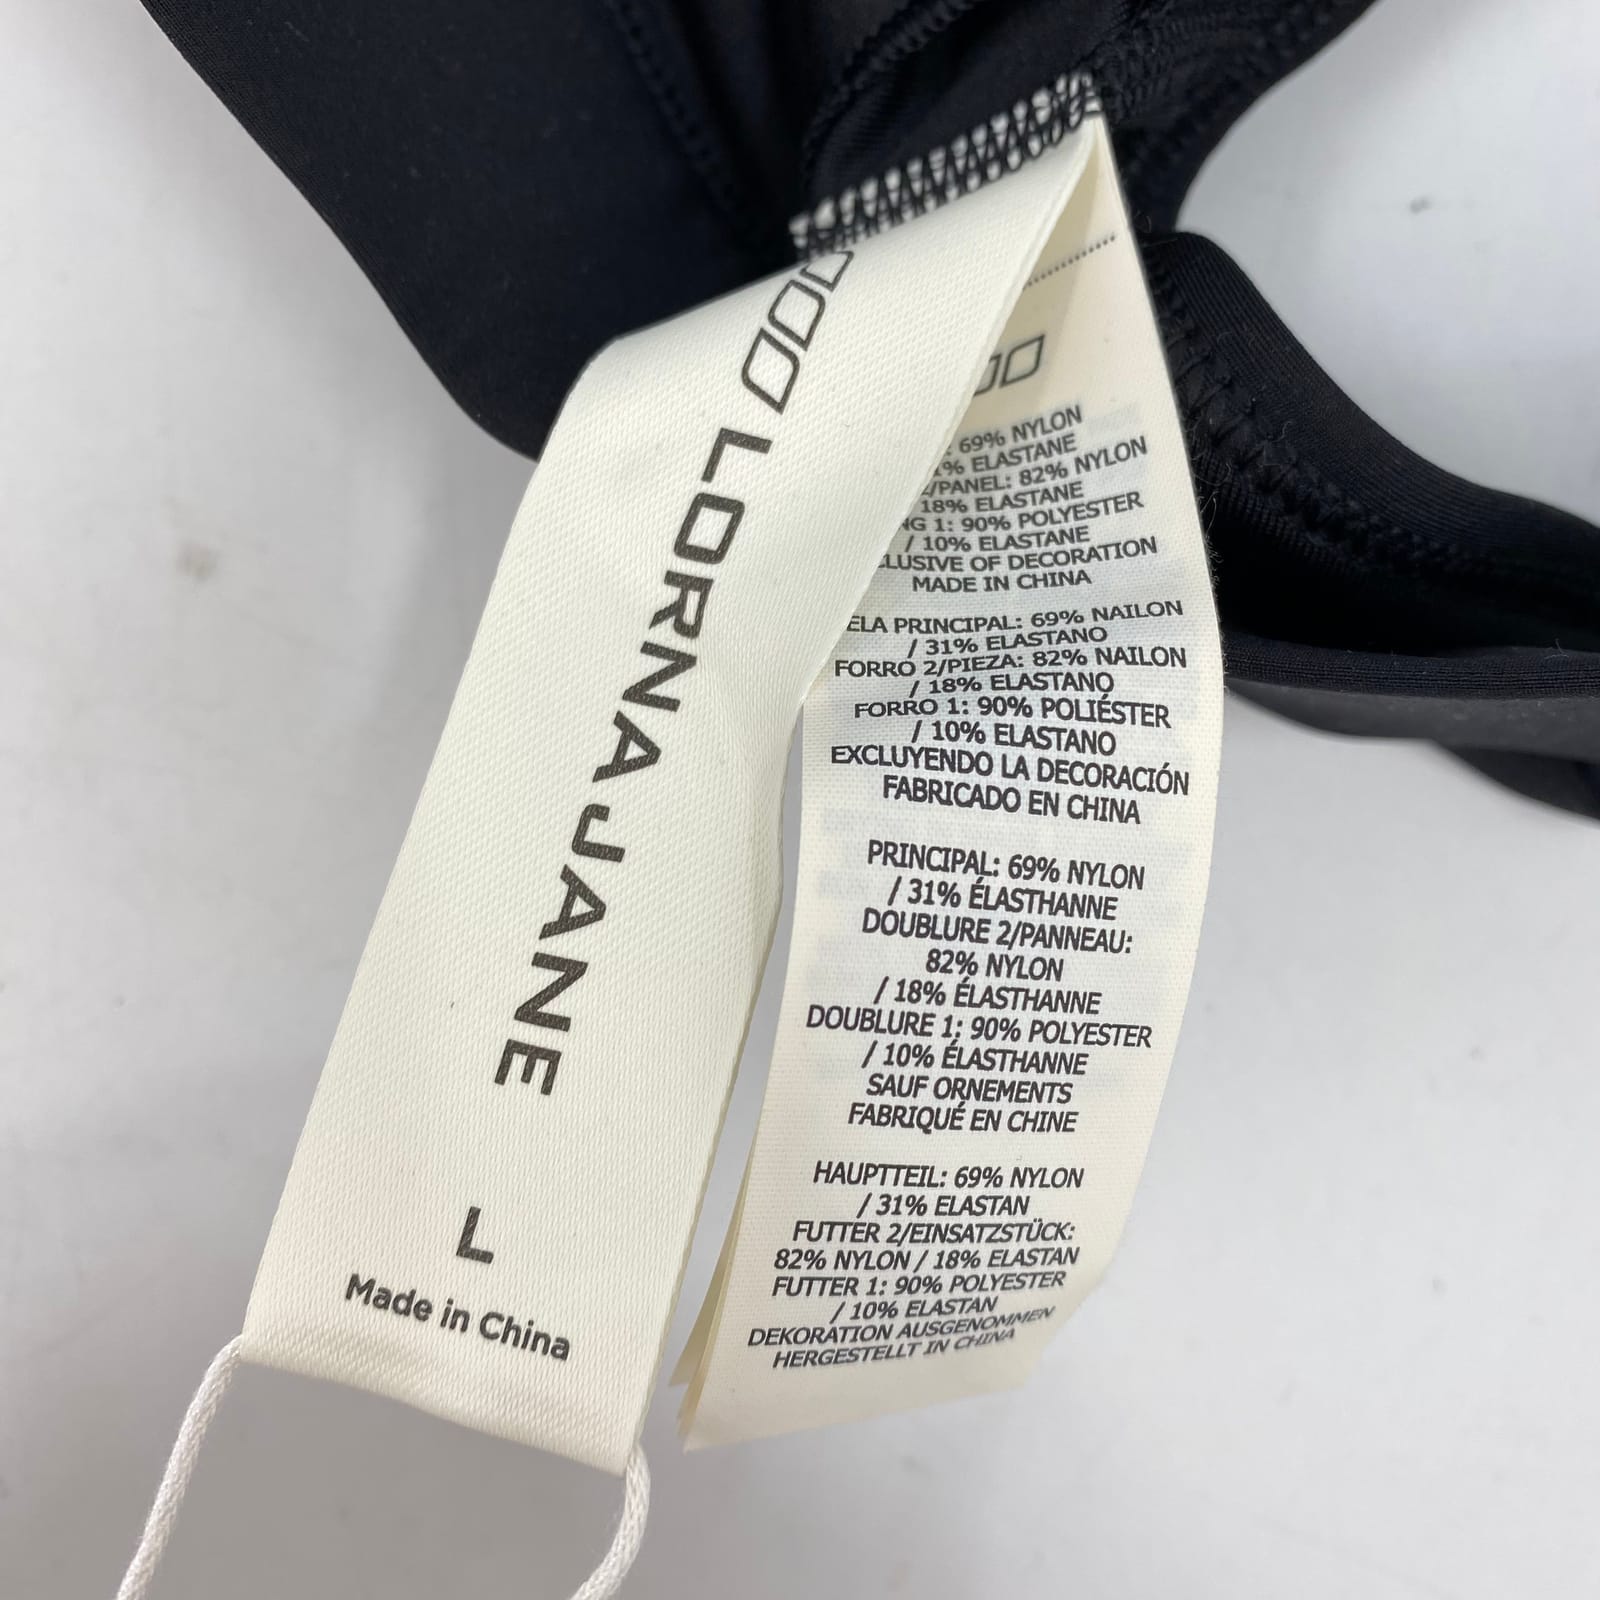 LORNA JANE
L
Made in China
69% NYLON
% ELASTANE
/PANEL: 82% NYLON
18% ELASTANE
1: 90% POLYESTER
/ 10% ELASTANE
OF DECORATION
MADE IN CHINA
PRINCIPAL: 69% NAILON
/ 31% ELASTANO
FORRO 2/PIEZA: 82% NAILON
/ 18% ELASTANO
FORRO 1: 90% POLIÉSTER
/ 10% ELASTANO
EXCLUYENDO LA DECORACIÓN
FABRICADO EN CHINA
PRINCIPAL: 69% NYLON
/ 31% ÉLASTHANNE
DOUBLURE 2/PANNEAU:
82% NYLON
/ 18% ÉLASTHANNE
DOUBLURE 1: 90% POLYESTER
/ 10% ÉLASTHANNE
SAUF ORNEMENTS
FABRIQUÉ EN CHINE
HAUPTTEIL: 69% NYLON
/ 31% ELASTAN
FUTTER 2/EINSATZSTÜCK:
82% NYLON / 18% ELASTAN
FUTTER 1: 90% POLYESTER
/ 10% ELASTAN
DEKORATION AUSGENOMMEN
HERGESTELLT IN CHINA